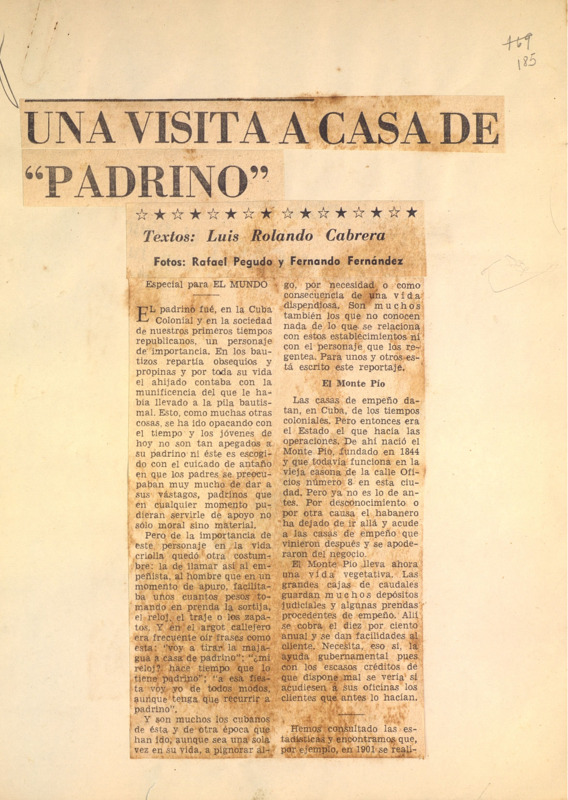 469
185
UNA VISITA A CASA DE
“PADRINO”
☆★☆★☆★☆★☆★☆★☆★☆★
Textos: Luis Rolando Cabrera
Fotos: Rafael Pegudo y Fernando Fernández
Especial para EL MUNDO
EL padrino fué, en la Cuba
Colonial y en la sociedad
de nuestros primeros tiempos
republicanos, un personaje
de importancia. En los bau-
tizos repartía obsequios y
propinas y por toda su vida
el ahijado contaba con la
munificencia del que le ha-
bía llevado a la pila bautis-
mal. Esto, como muchas otras
cosas, se ha ido opacando con
el tiempo y los jóvenes de
hoy no son tan apegados a
su padrino ni éste es escogi-
do con el cuidado de antaño
en que los padres se preocu-
paban muy mucho de dar a
sus vástagos, padrinos que
en cualquier momento pu-
dieran servirle de apoyo no
sólo moral sino material.
Pero de la importancia de
este personaje en la vida
criolla quedó otra costum-
bre: la de llamar así al em-
peñista, al hombre que en un
momento de apuro, facilita-
ba unos cuantos pesos to-
mando en prenda la sortija,
el reloj, el traje o los zapa-
tos. Y en el argot callejero
era frecuente oir frases como
esta: “voy a tirar la maja-
gua a casa de padrino”; “¿mi
reloj? hace tiempo que lo
tiene padrino”; “a esa fies-
ta voy yo de todos modos,
aunque tenga que recurrir a
padrino”.
Y son muchos los cubanos
de ésta y de otra época que
han ido, aunque sea una sola
vez en su vida, a pignorar al-
go, por necesidad o como
consecuencia de una vida
dispendiosa. Son muchos
también los que no conocen
nada de lo que se relaciona
con estos establecimientos ni
con el personaje que los re-
gentea. Para unos y otros es-
tá escrito este reportaje.
El Monte Pío
Las casas de empeño da-
tan, en Cuba, de los tiempos
coloniales. Pero entonces era
el Estado el que hacía las
operaciones. De ahí nació el
Monte Pío, fundado en 1844
y que todavía funciona en la
vieja casona de la calle Ofi-
cios número 8 en esta ciu-
dad. Pero ya no es lo de an-
tes. Por desconocimiento o
por otra causa el habanero
ha dejado de ir allá y acude
a las casas de empeño que
vinieron después y se apode-
raron del negocio.
El Monte Pío lleva ahora
una vida vegetativa. Las
grandes cajas de caudales
guardan muchos depósitos
judiciales y algunas prendas
procedentes de empeño. Allí
se cobra el diez por ciento
anual y se dan facilidades al
cliente. Necesita, eso sí, la
ayuda gubernamental pues
con los escasos créditos de
que dispone mal se vería si
acudiesen a sus oficinas los
clientes que antes lo hacían.
Hemos consultado las es-
tadísticas y encontramos que,
por ejemplo, en 1901 se reali-